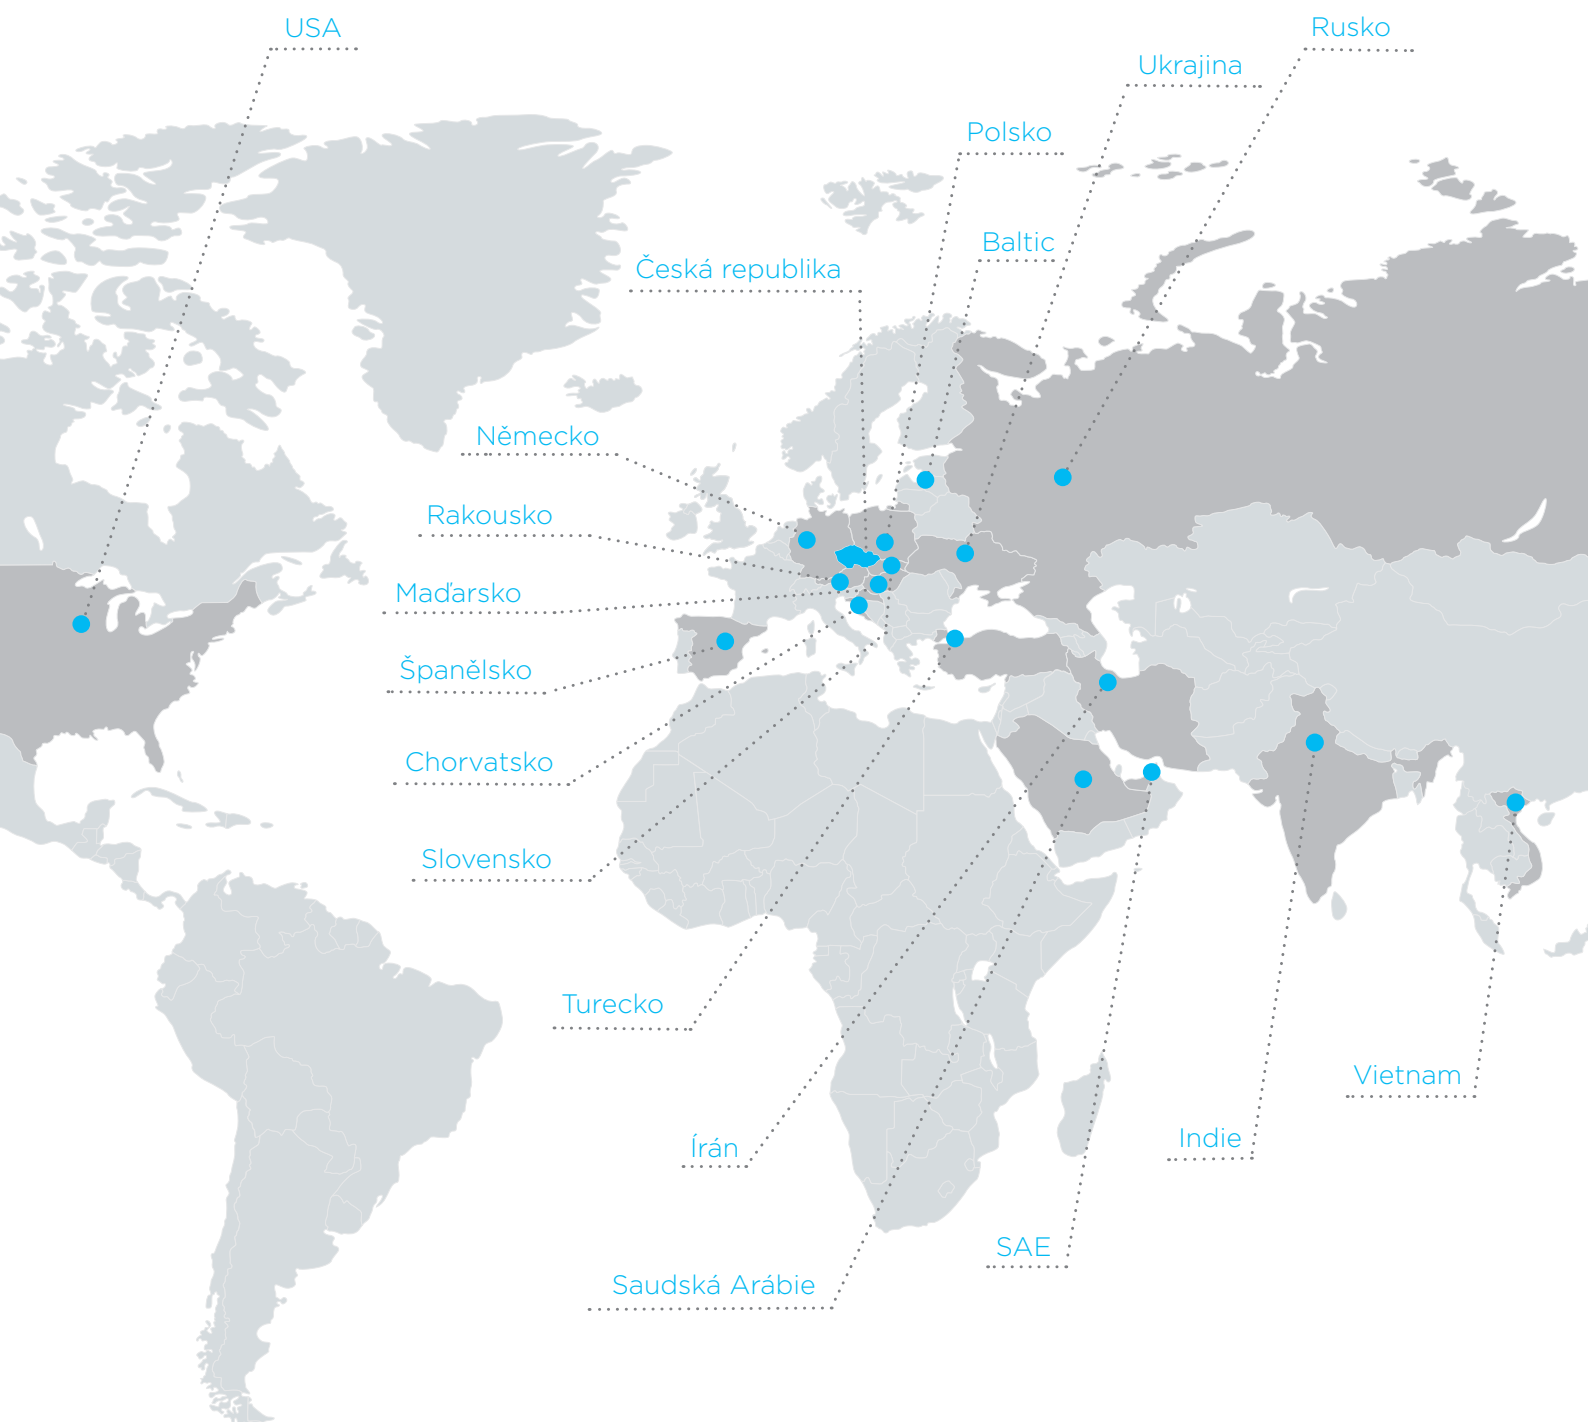 USA
Rusko
Ukrajina
Polsko
Baltic
Česká republika
Německo
Rakousko
Maďarsko
Španělsko
Chorvatsko
Slovensko
Turecko
Vietnam
Indie
Írán
SAE
Saudská Arábie